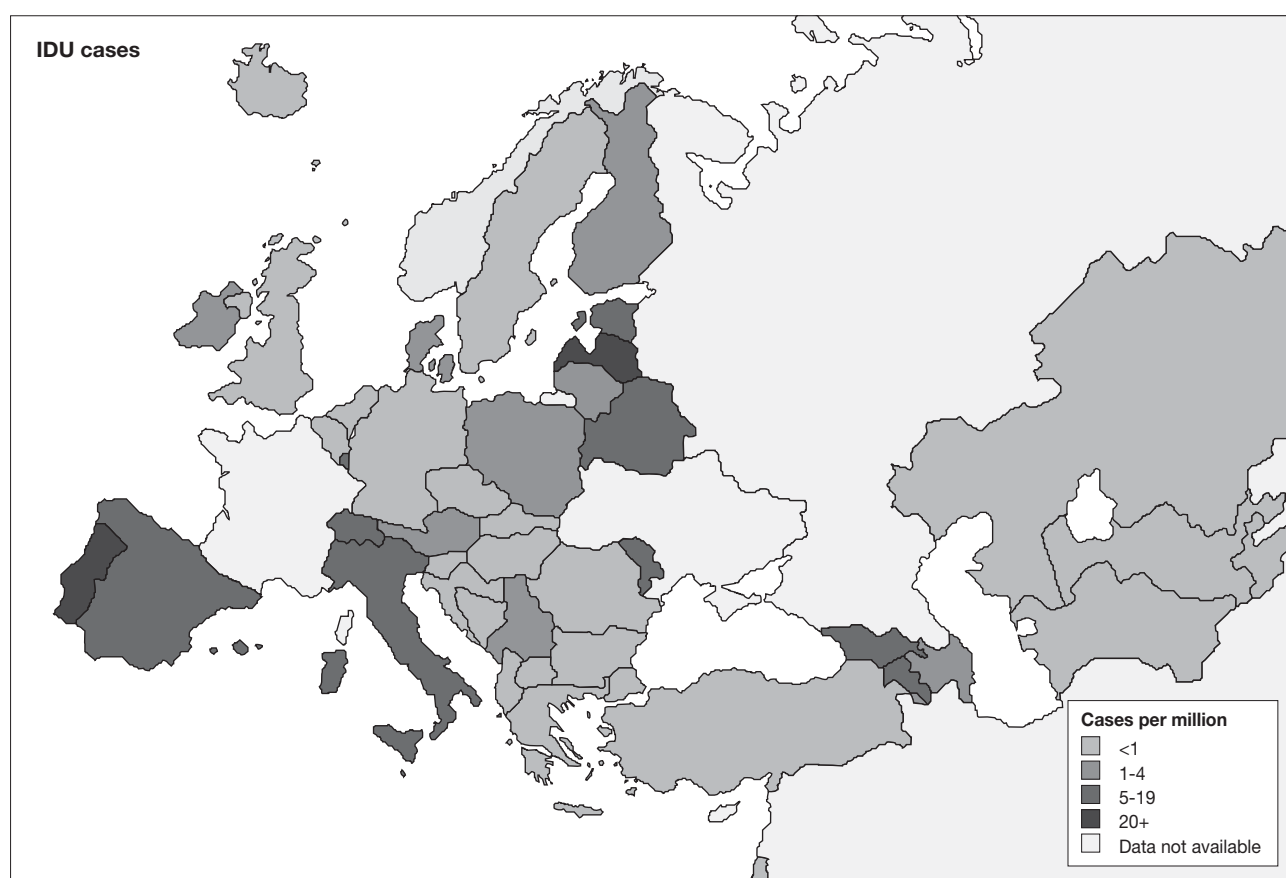 IDU cases
Cases per million
<1
1-4
5-19
20+
Data not available